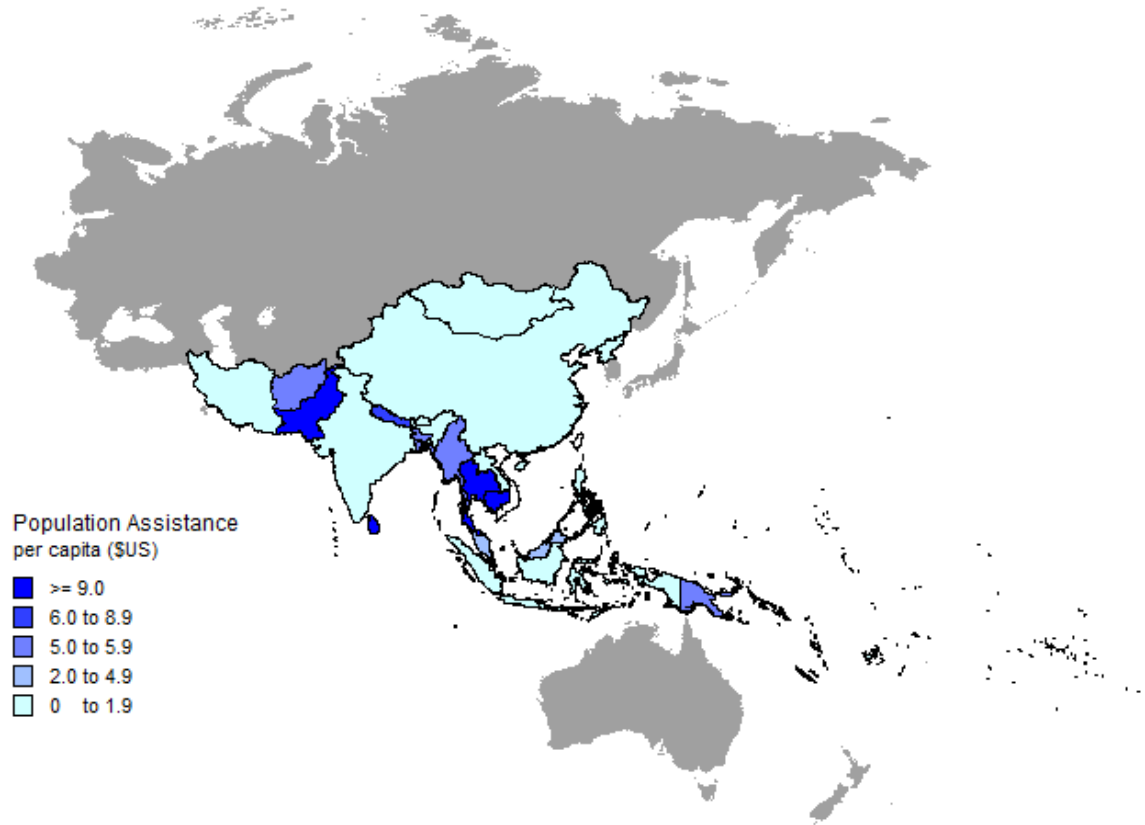 Population Assistance
per capita ($US)
>= 9.0
6.0 to 8.9
5.0 to 5.9
2.0 to 4.9
0 to 1.9